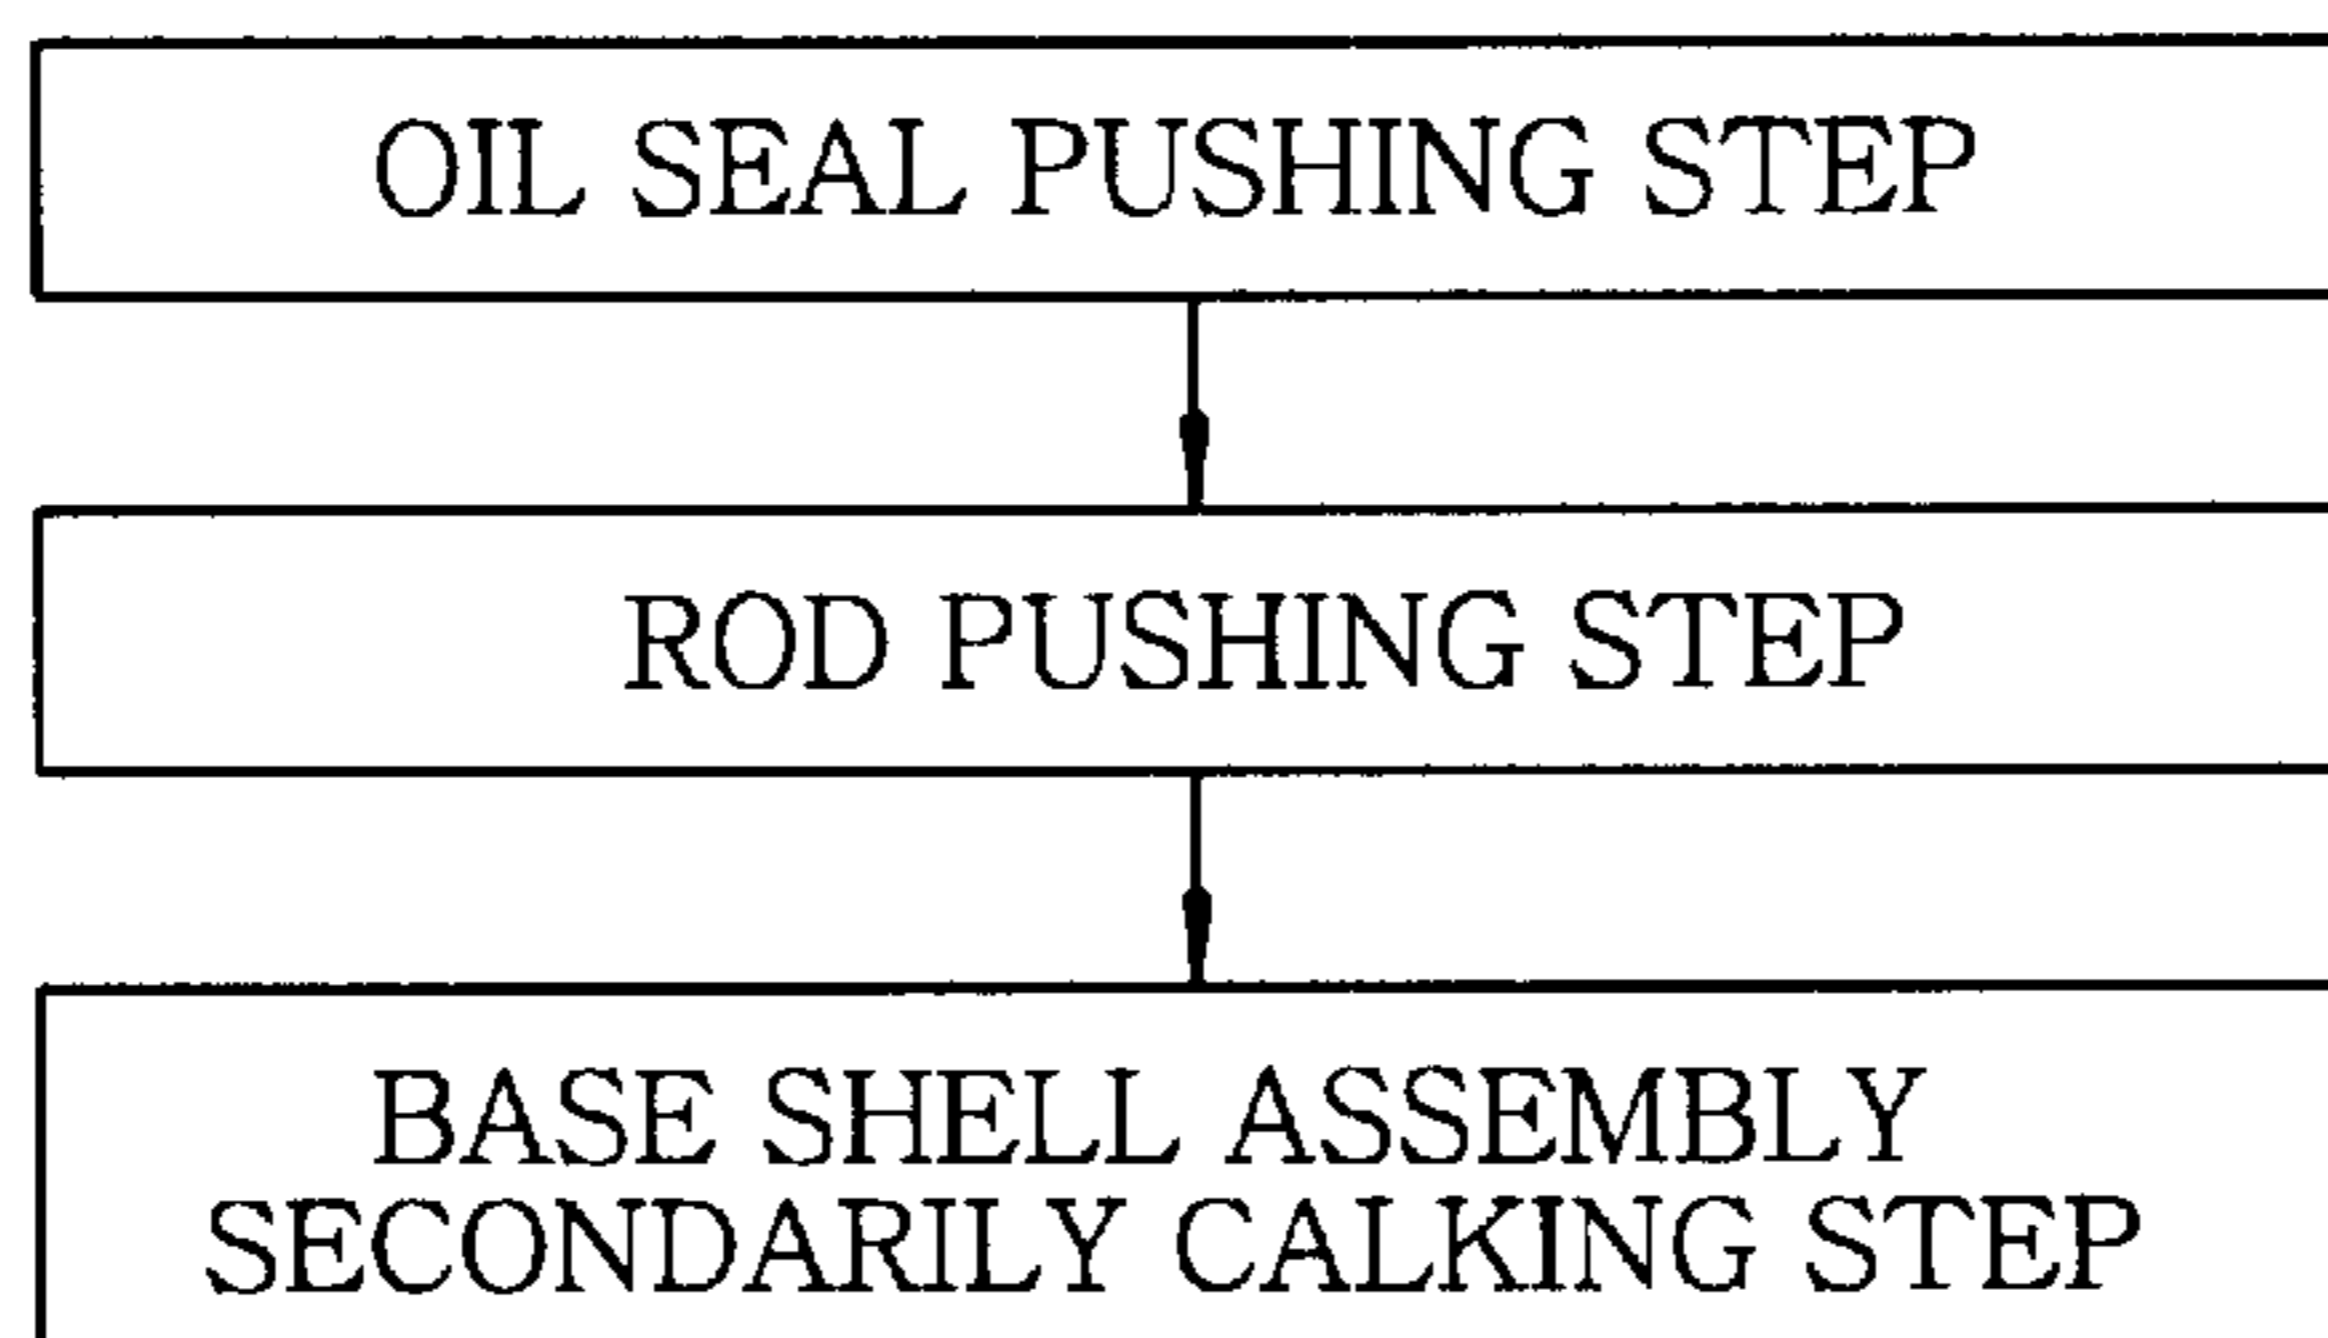 OIL SEAL PUSHING STEP
ROD PUSHING STEP
BASE SHELL ASSEMBLY
SECONDARILY CALKING STEP